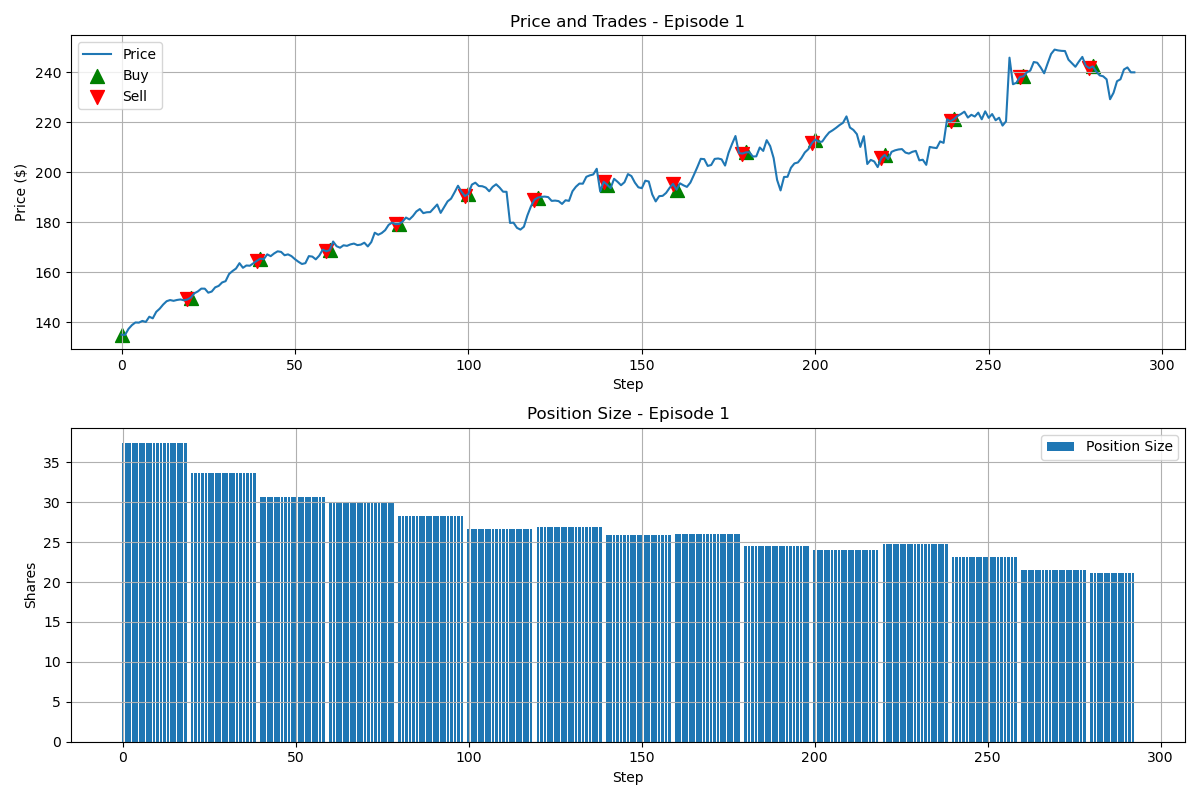 Price and Trades - Episode 1
Price
Buy
Sell
Price ($)
240
220
200
180
160
140
0 50 100 150 200 250 300
Step
Position Size - Episode 1
Position Size
Shares
35
30
25
20
15
10
5
0
0 50 100 150 200 250 300
Step